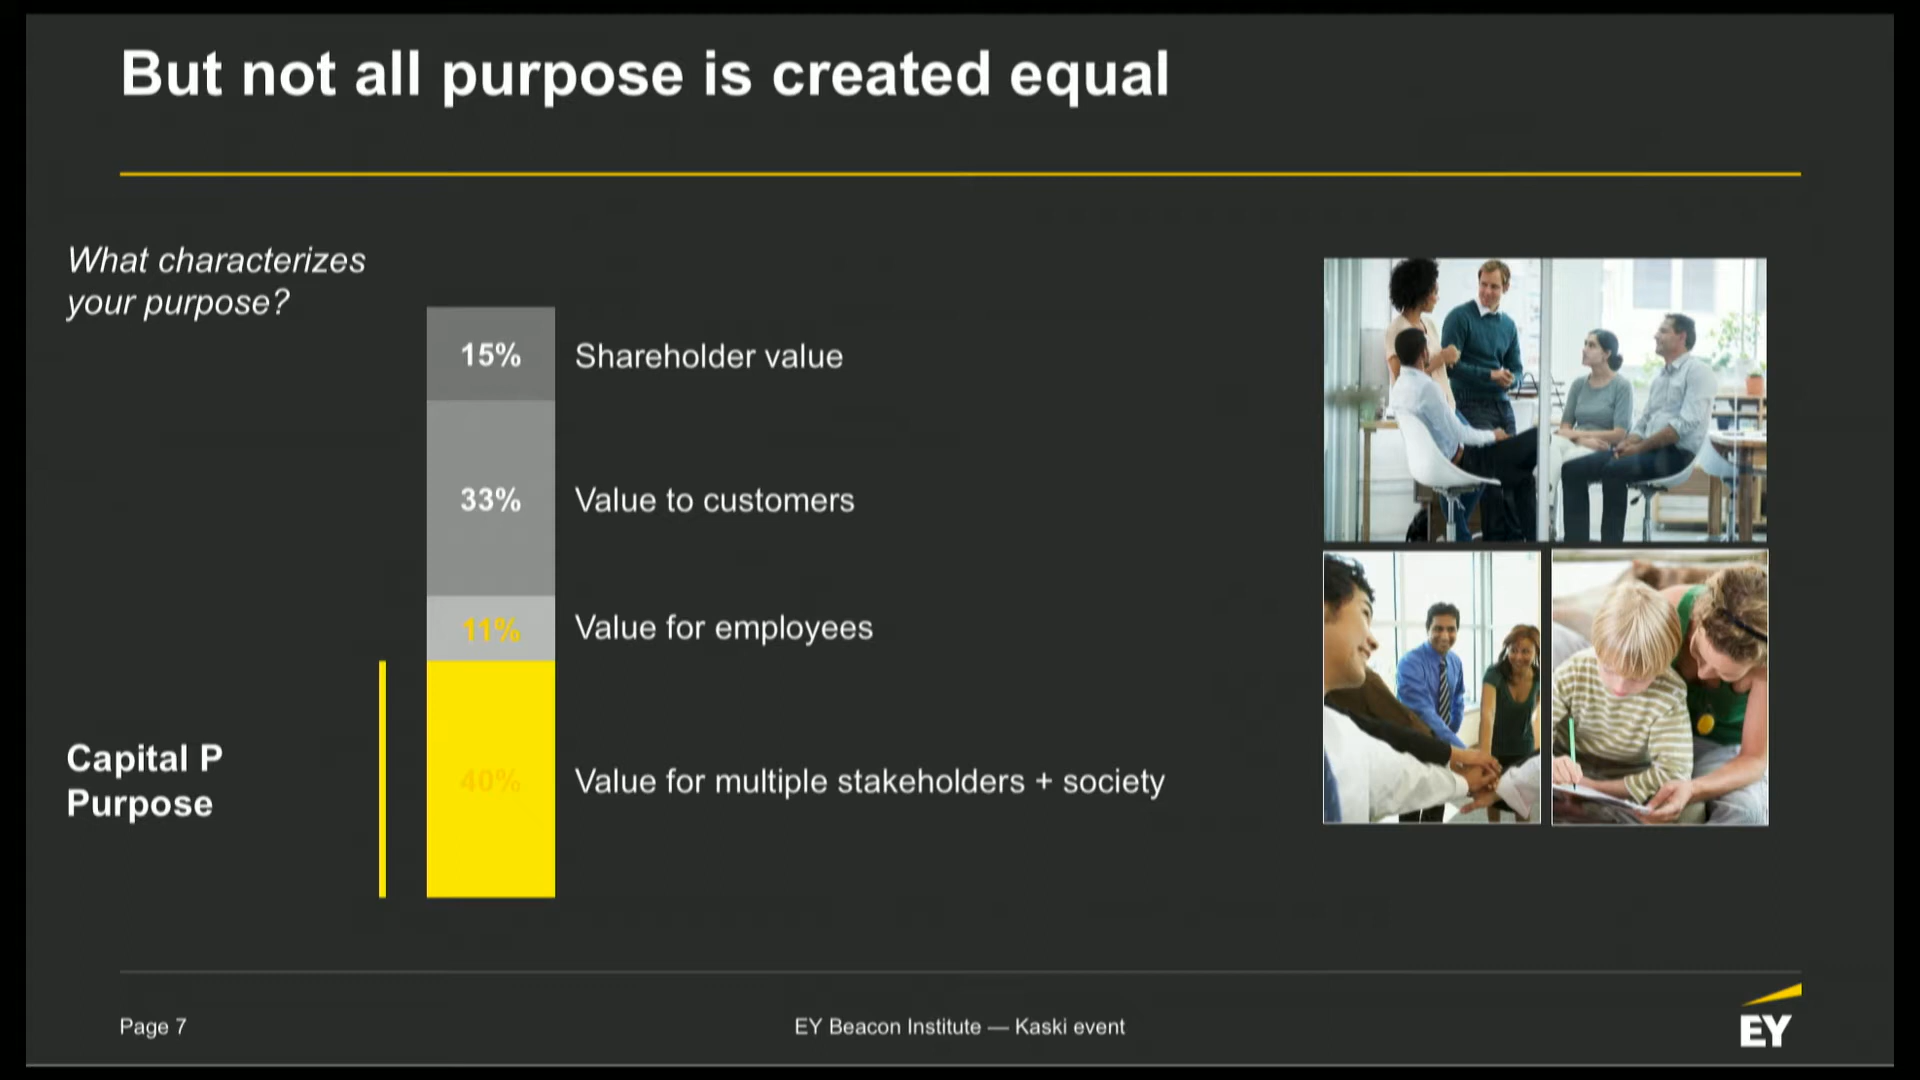 But not all purpose is created equal
What characterizes
your purpose?
15% Shareholder value
33% Value to customers
11% Value for employees
Capital P
Purpose
40% Value for multiple stakeholders + society
Page 7
EY Beacon Institute — Kaski event
EY